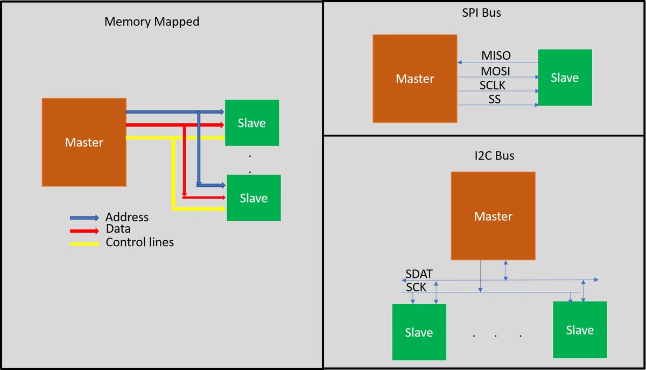 Memory Mapped
Master
Slave
.
.
Slave
Address
Data
Control lines
SPI Bus
Master
MISO
MOSI
SCLK
SS
Slave
I2C Bus
Master
SDAT
SCK
Slave
. . .
Slave